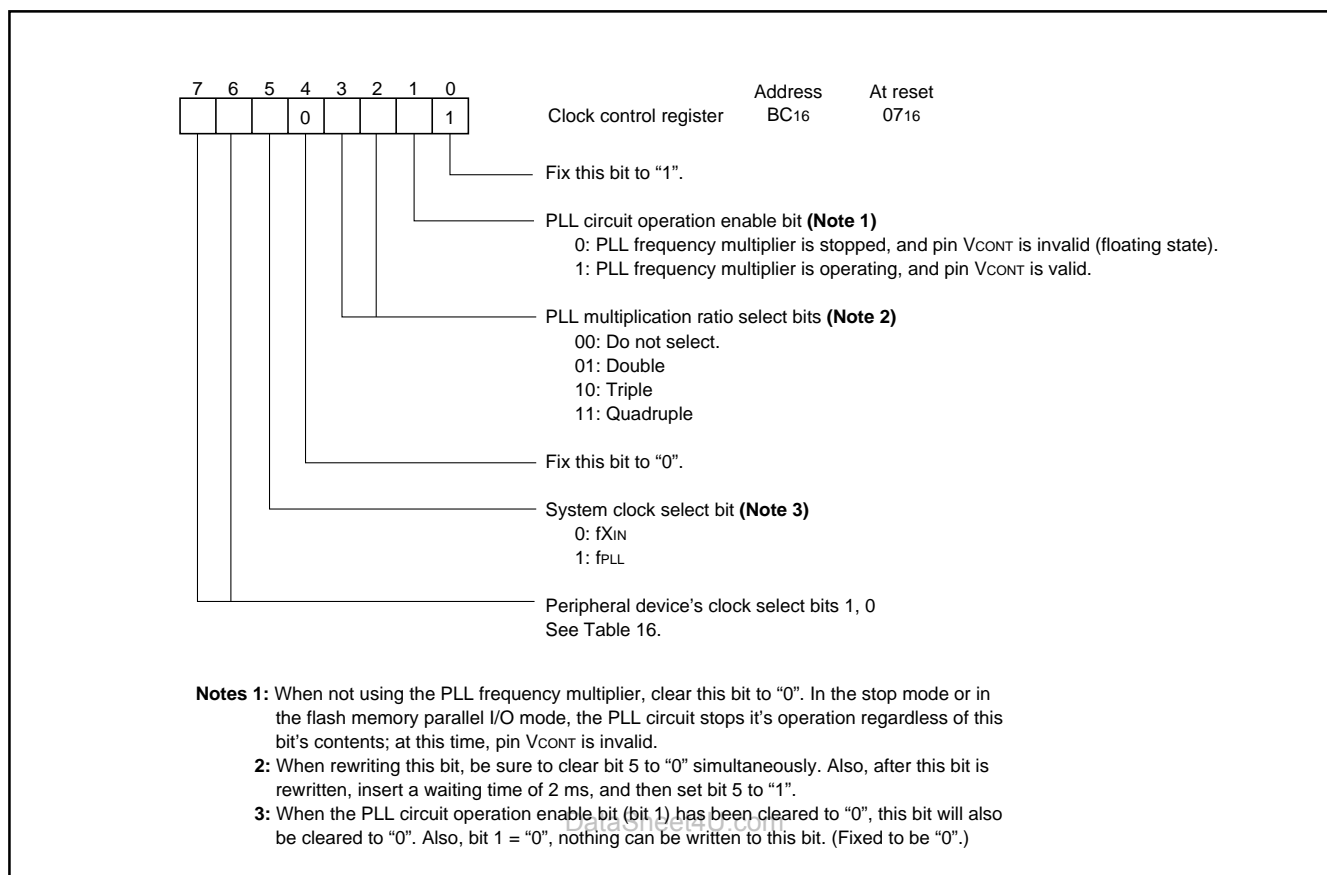 7 6 5 4 3 2 1 0
0 1
Clock control register
Address
BC16
At reset
0716
Fix this bit to “1”.
PLL circuit operation enable bit (Note 1)
0: PLL frequency multiplier is stopped, and pin VCONT is invalid (floating state).
1: PLL frequency multiplier is operating, and pin VCONT is valid.
PLL multiplication ratio select bits (Note 2)
00: Do not select.
01: Double
10: Triple
11: Quadruple
Fix this bit to “0”.
System clock select bit (Note 3)
0: fXIN
1: fPLL
Peripheral device's clock select bits 1, 0
See Table 16.
Notes 1: When not using the PLL frequency multiplier, clear this bit to “0”. In the stop mode or in
the flash memory parallel I/O mode, the PLL circuit stops it's operation regardless of this
bit's contents; at this time, pin VCONT is invalid.
2: When rewriting this bit, be sure to clear bit 5 to “0” simultaneously. Also, after this bit is
rewritten, insert a waiting time of 2 ms, and then set bit 5 to “1”.
3: When the PLL circuit operation enable bit (bit 1) has been cleared to “0”, this bit will also
be cleared to “0”. Also, bit 1 = “0”, nothing can be written to this bit. (Fixed to be “0”.)
DataSheet4U.com